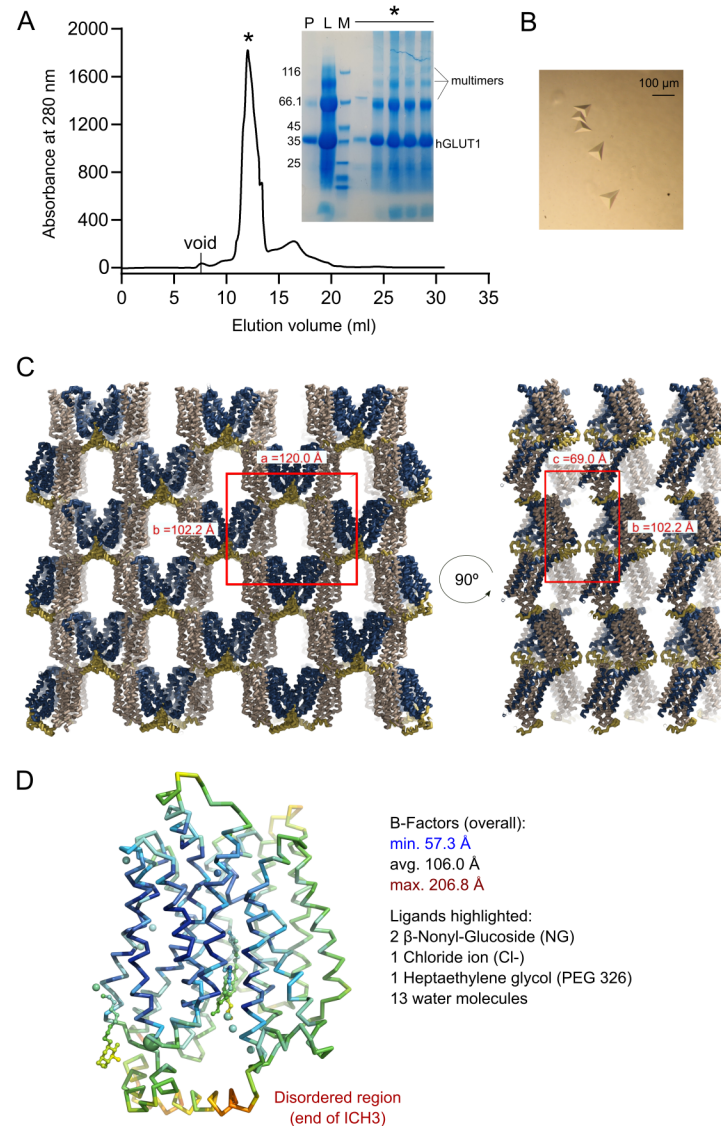 A
B
*
*
P L M
2000
1600
1200
800
400
0
Absorbance at 280 nm
void
116
66.1
45
35
25
multimers
hGLUT1
0 5 10 15 20 25 30 35
Elution volume (ml)
100 µm
C
a =120.0 Å
b =102.2 Å
c =69.0 Å
b =102.2 Å
90º
D
B-Factors (overall):
min. 57.3 Å
avg. 106.0 Å
max. 206.8 Å
Ligands highlighted:
2 β-Nonyl-Glucoside (NG)
1 Chloride ion (Cl-)
1 Heptaethylene glycol (PEG 326)
13 water molecules
Disordered region
(end of ICH3)